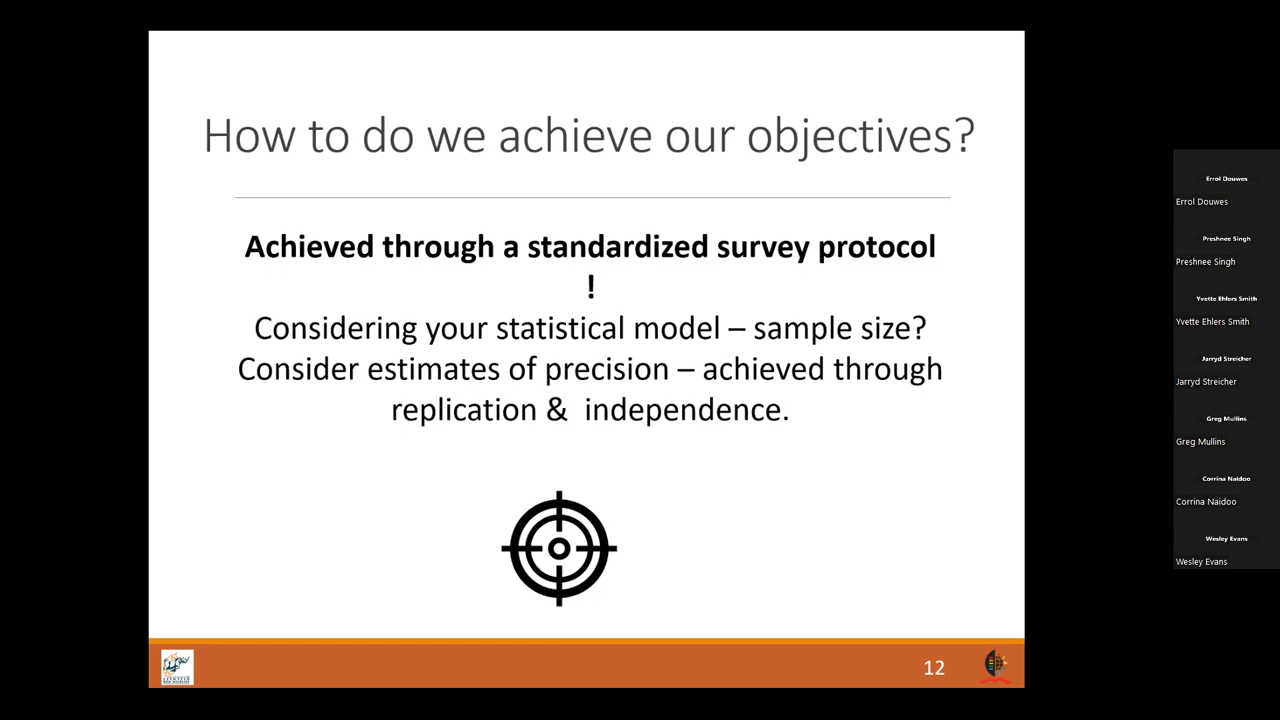 How to do we achieve our objectives?
Achieved through a standardized survey protocol
!
Considering your statistical model – sample size?
Consider estimates of precision – achieved through
replication & independence.
12
Errol Douwes
Errol Douwes
Preshnee Singh
Preshnee Singh
Yvette Ehlers Smith
Yvette Ehlers Smith
Jarryd Streicher
Jarryd Streicher
Greg Mullins
Greg Mullins
Corrina Naidoo
Corrina Naidoo
Wesley Evans
Wesley Evans